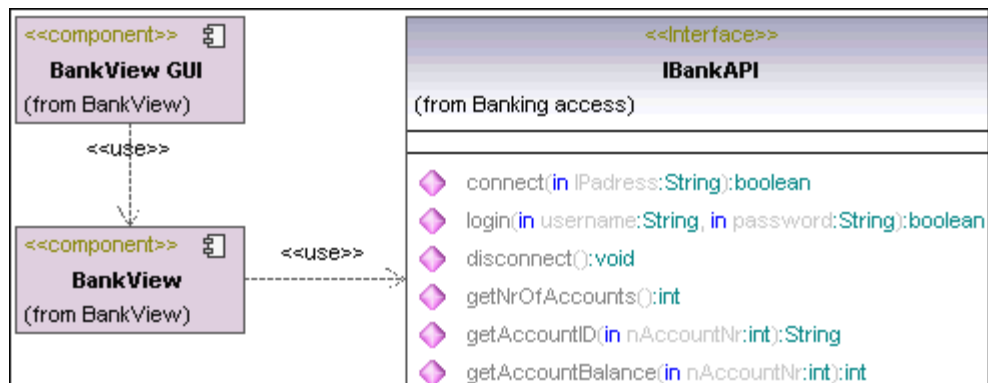 <<component>>
BankView GUI
(from BankView)
<<use>>
<<component>>
BankView
(from BankView)
<<use>>
<<Interface>>
IBankAPI
(from Banking access)
connect(in IPadress:String):boolean
login(in username:String, in password:String):boolean
disconnect():void
getNrOfAccounts():int
getAccountID(in nAccountNr:int):String
getAccountBalance(in nAccountNr:int):int